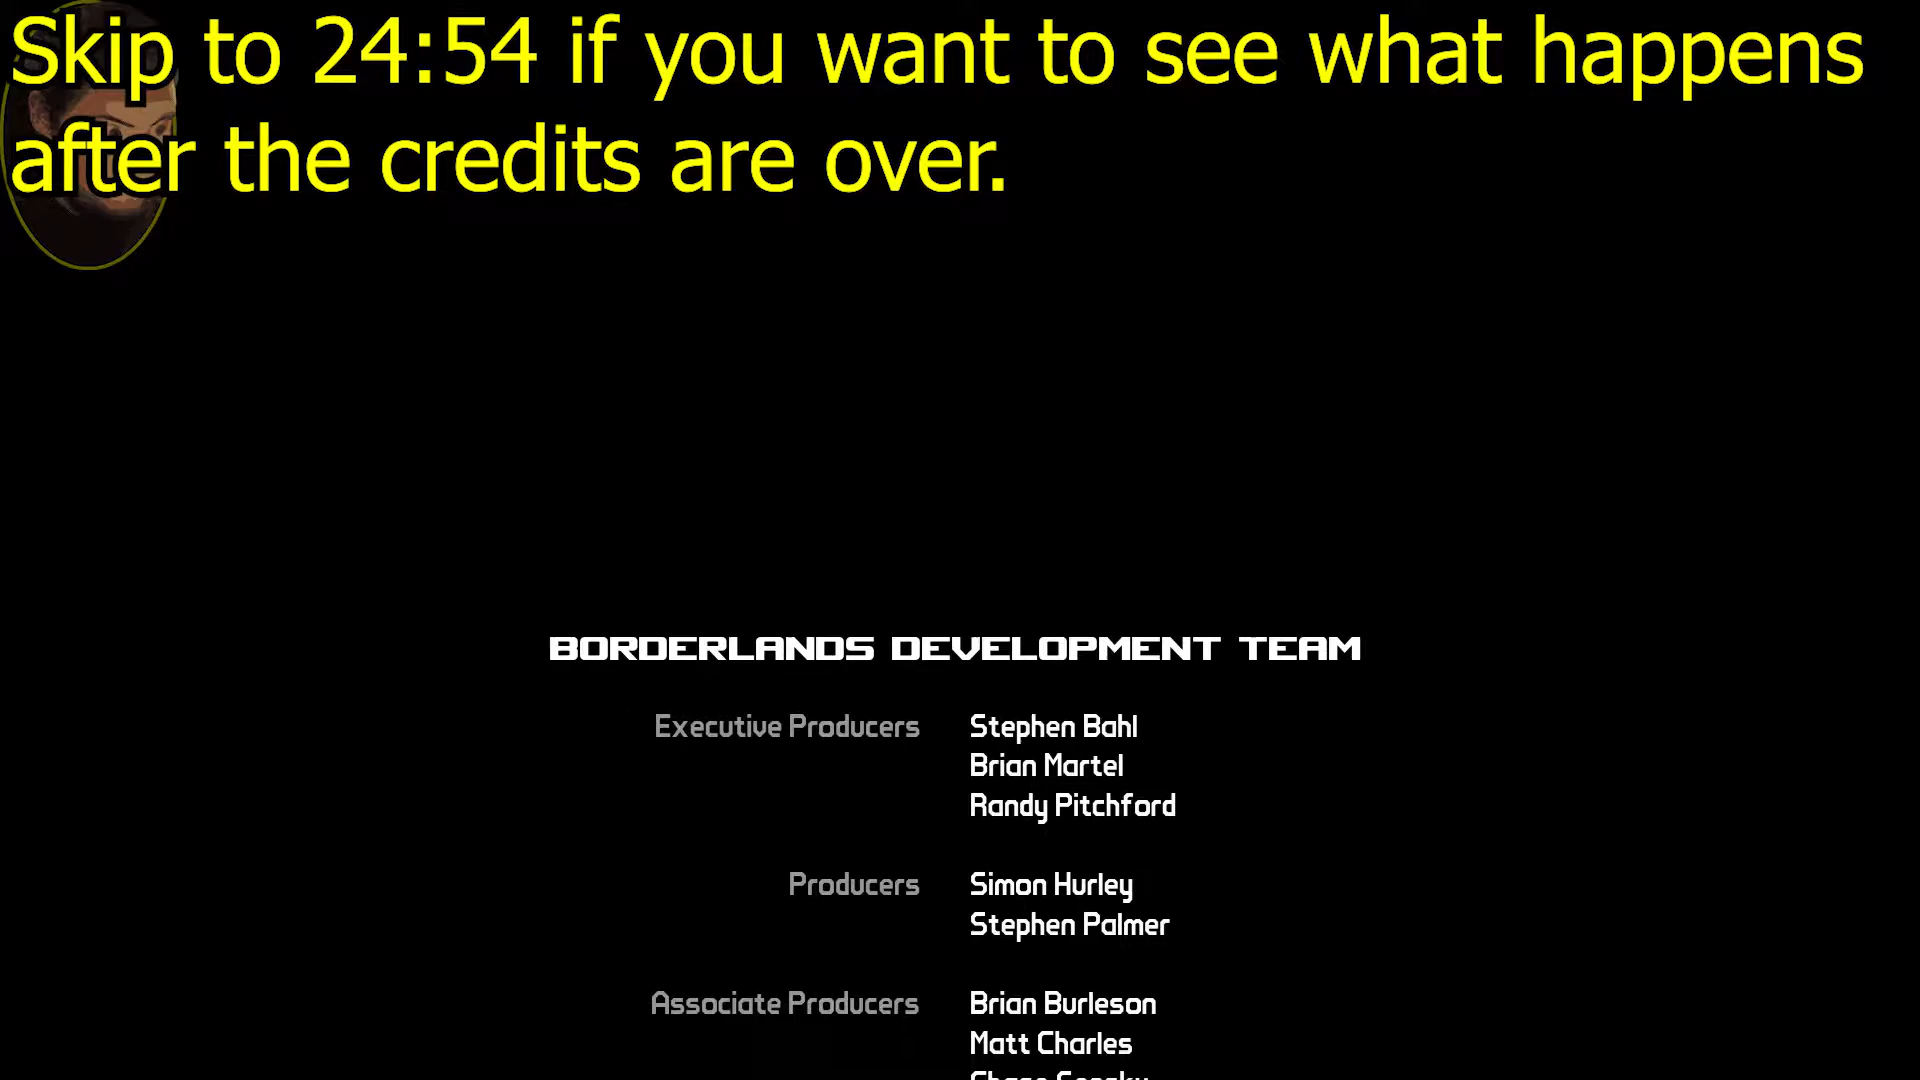 Skip to 24:54 if you want to see what happens
after the credits are over.
BORDERLANDS DEVELOPMENT TEAM
Executive Producers Stephen Bahl
Brian Martel
Randy Pitchford
Producers Simon Hurley
Stephen Palmer
Associate Producers Brian Burleson
Matt Charles